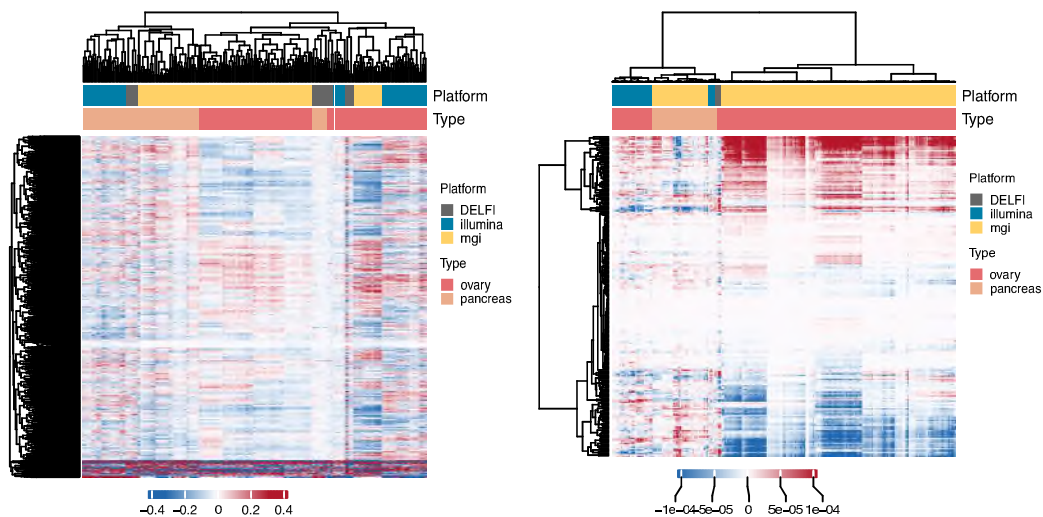 Platform
Type
Platform
DELFI
illumina
mgi
Type
ovary
pancreas
−0.4 −0.2 0 0.2 0.4
Platform
Type
Platform
DELFI
illumina
mgi
Type
ovary
pancreas
−1e−04 −5e−05 0 5e−05 1e−04